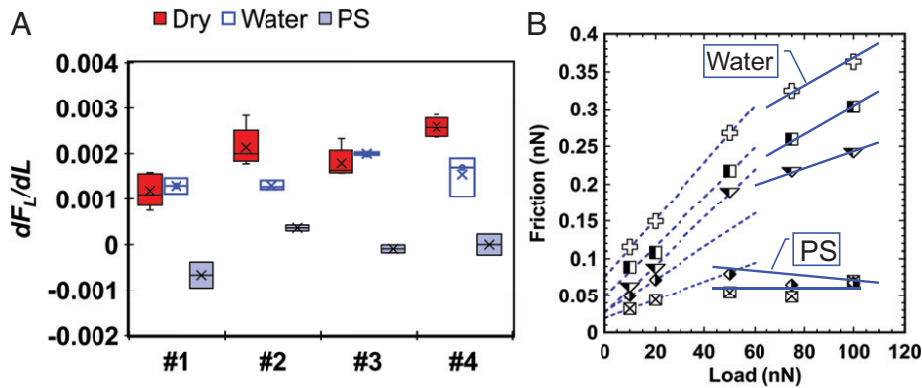 A
Dry Water PS
0.004
0.003
0.002
0.001
0
-0.001
-0.002
dF_L/dL
#1 #2 #3 #4
B
0.4
0.35
0.3
0.25
0.2
0.15
0.1
0.05
0
Friction (nN)
Water
PS
0 20 40 60 80 100 120
Load (nN)